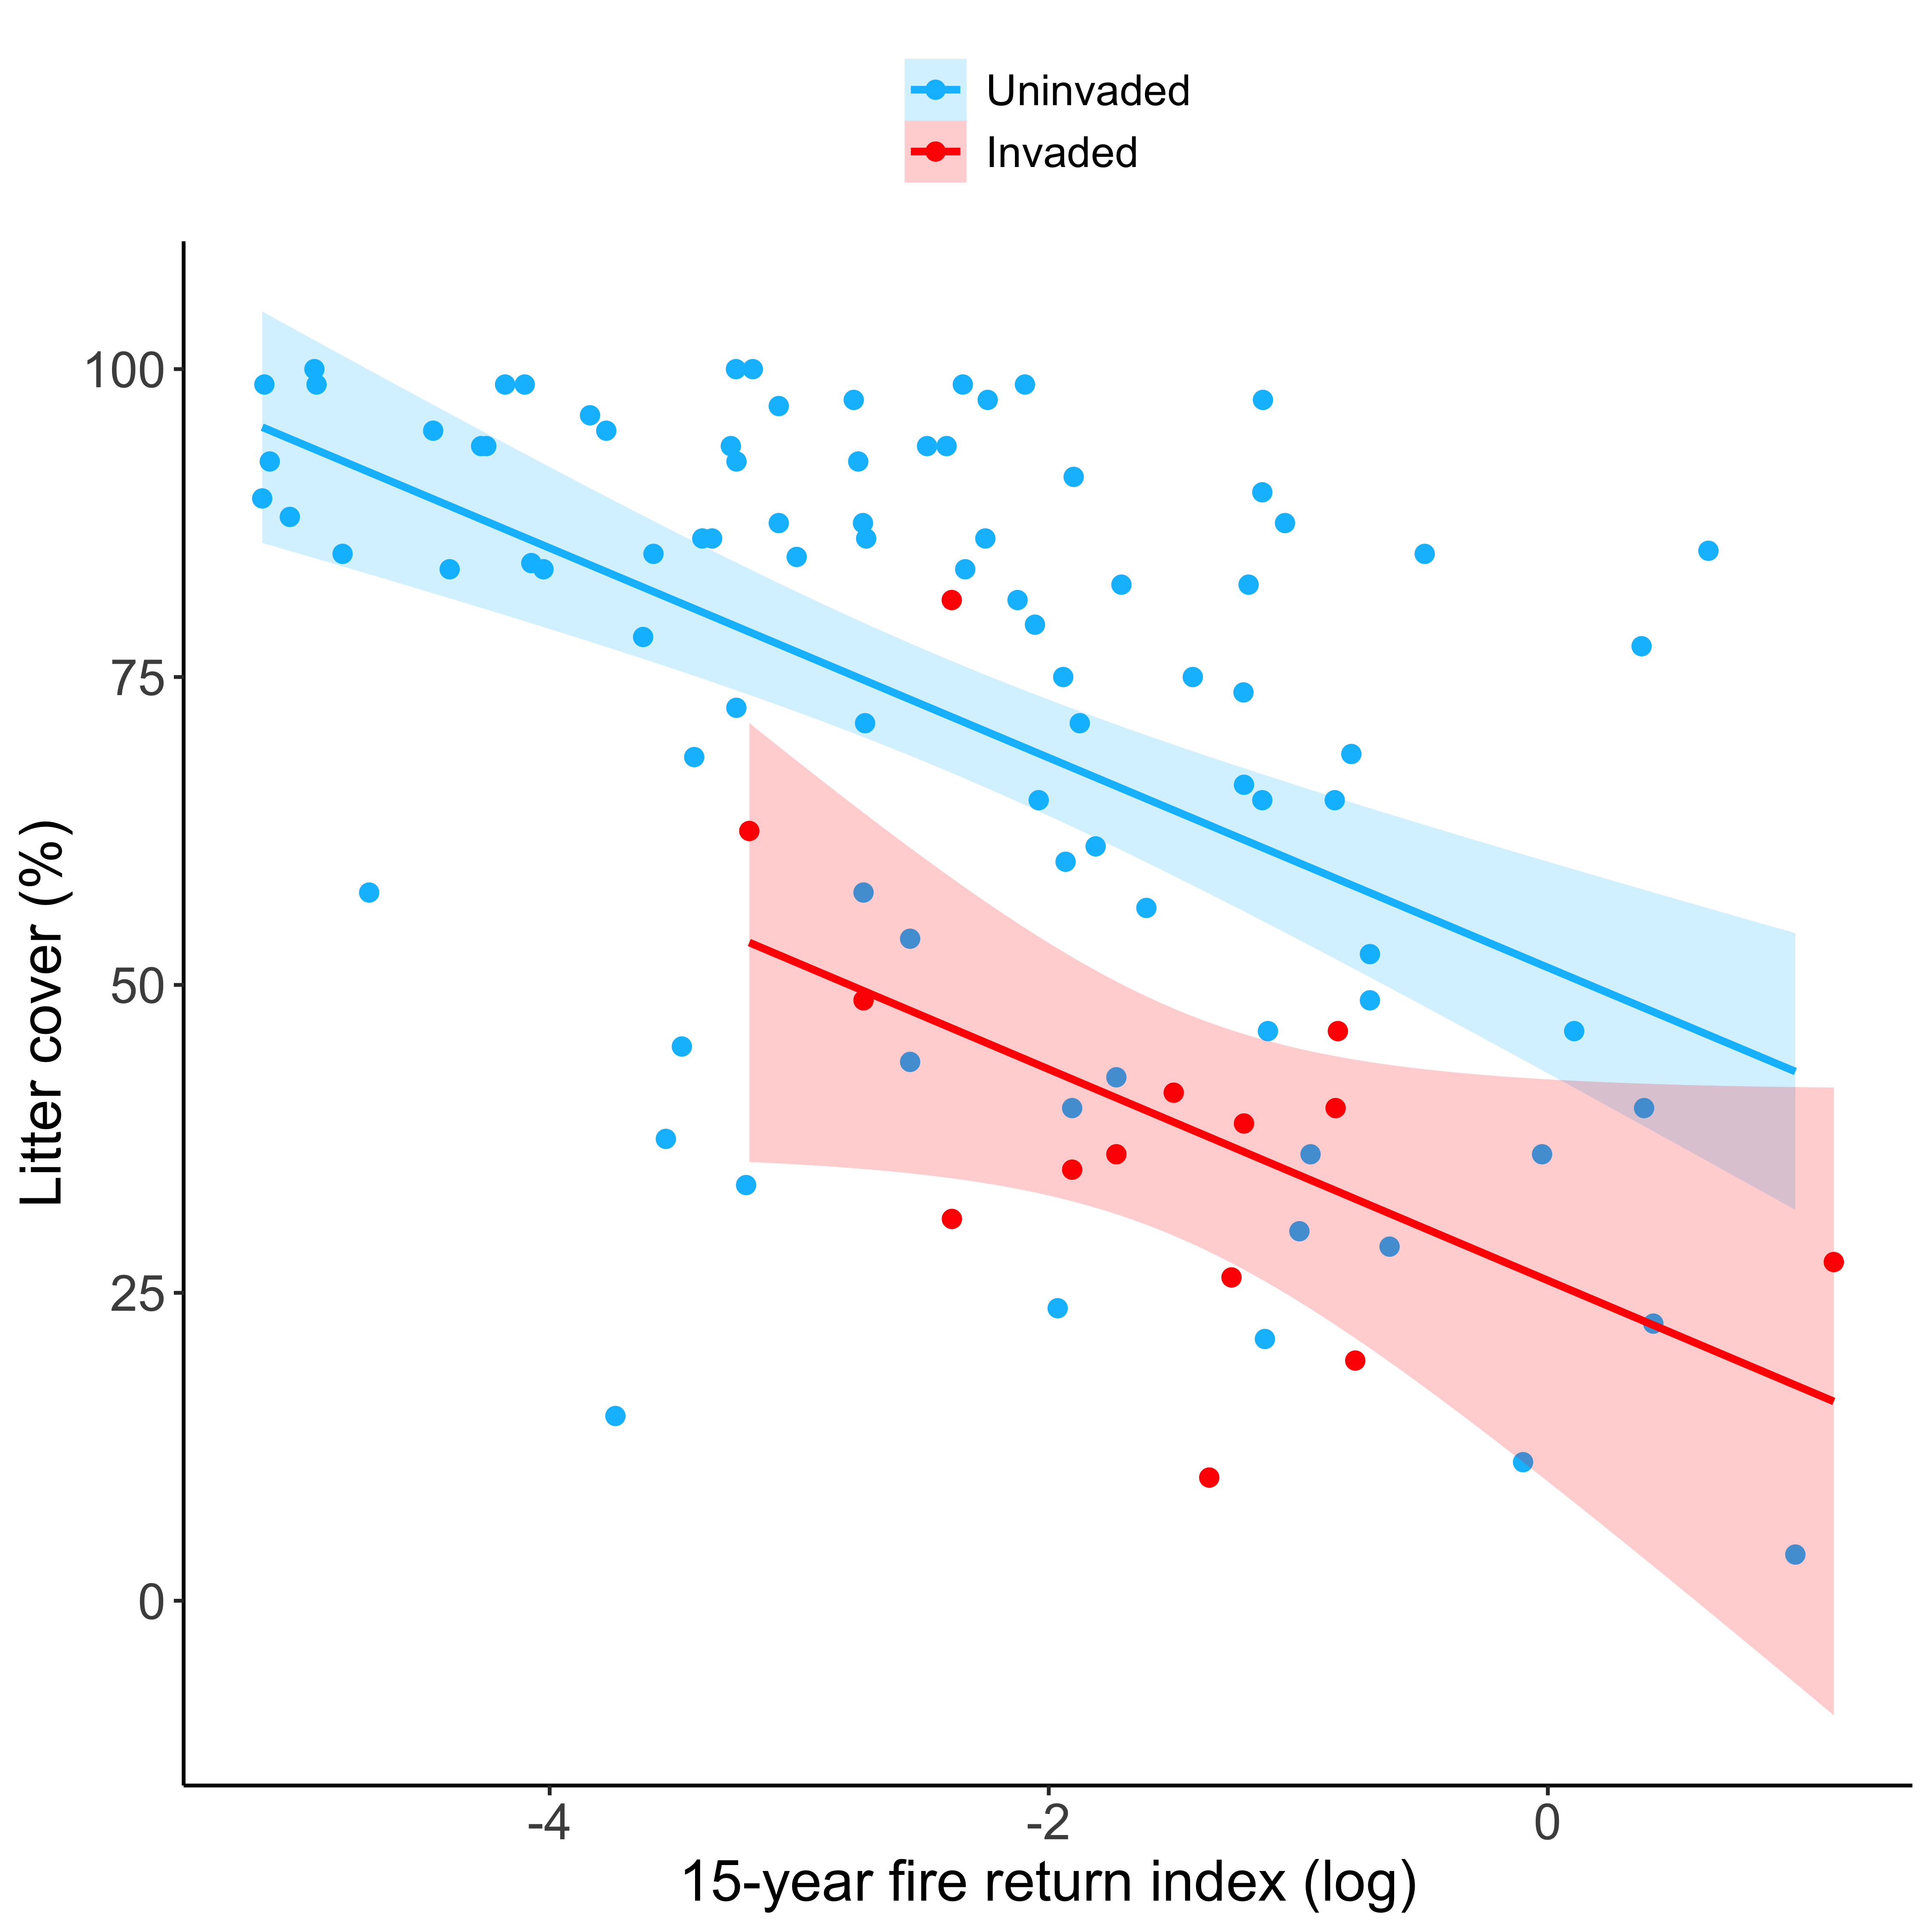 Uninvaded
Invaded
100
75
50
25
0
Litter cover (%)
-4 -2 0
15-year fire return index (log)